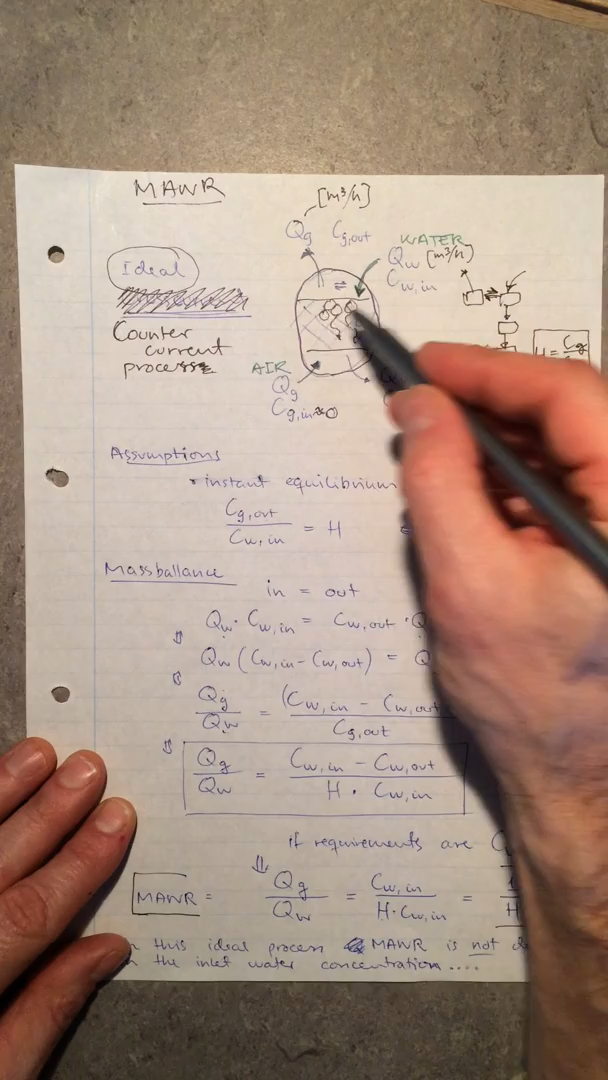 MAWR
[m³/h]
Qg Cg,out
WATER
Qw [m³/h]
Cw,in
Ideal
Counter
current
process
AIR
Qg
Cg,in≈0
H = Cg
Assumptions
• instant equilibrium
Cg,out
Cw,in = H
Massballance
in = out
Qw · Cw,in = Cw,out · Q
Qw (Cw,in - Cw,out) = Q
Qg
Qw = (Cw,in - Cw,out
Cg,out
Qg
Qw = Cw,in - Cw,out
H · Cw,in
if requirements are
MAWR = Qg
Qw = Cw,in
H·Cw,in = 1
H
this ideal process MAWR is not
the inlet water concentration....